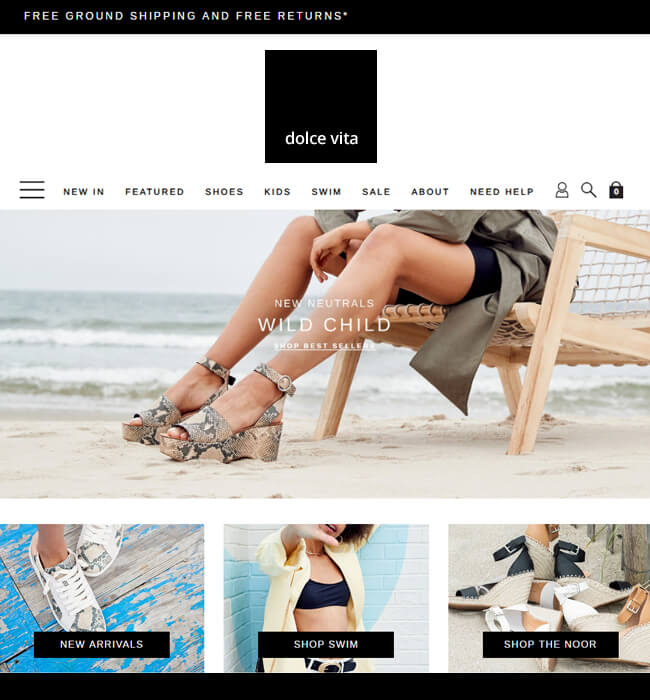 FREE GROUND SHIPPING AND FREE RETURNS*
dolce vita
NEW IN FEATURED SHOES KIDS SWIM SALE ABOUT NEED HELP
0
NEW NEUTRALS
WILD CHILD
SHOP BEST SELLERS
NEW ARRIVALS
SHOP SWIM
SHOP THE NOOR